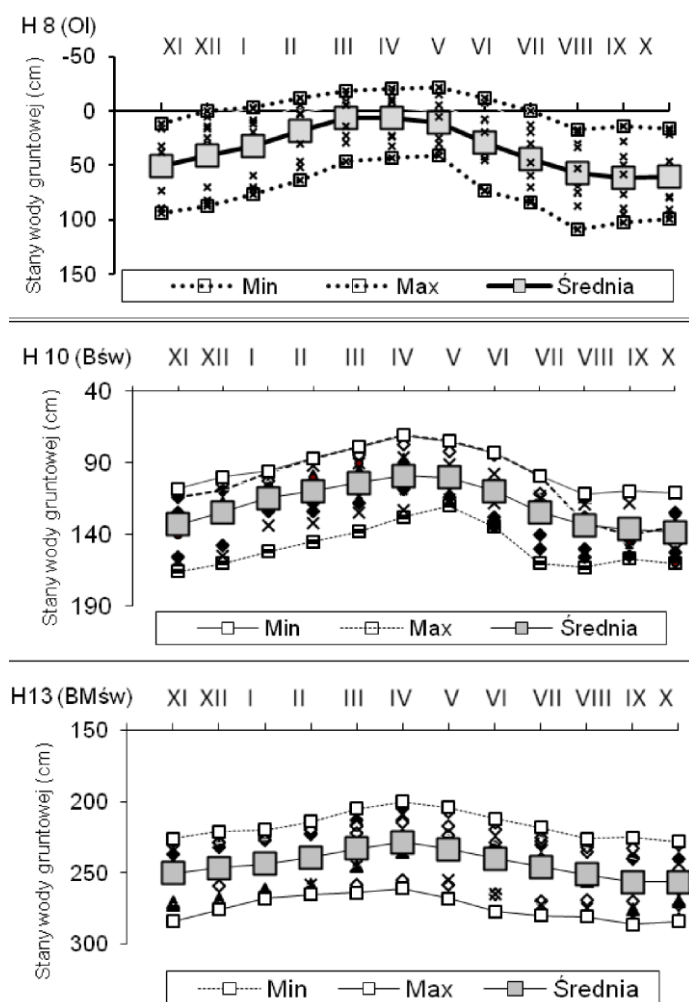 H 8 (Ol)
XI XII I II III IV V VI VII VIII IX X
Stany wody gruntowej (cm)
-50
0
50
100
150
Min Max Średnia
H 10 (Bśw)
XI XII I II III IV V VI VII VIII IX X
Stany wody gruntowej (cm)
40
90
140
190
Min Max Średnia
H13 (BMśw)
XI XII I II III IV V VI VII VIII IX X
Stany wody gruntowej (cm)
150
200
250
300
Min Max Średnia